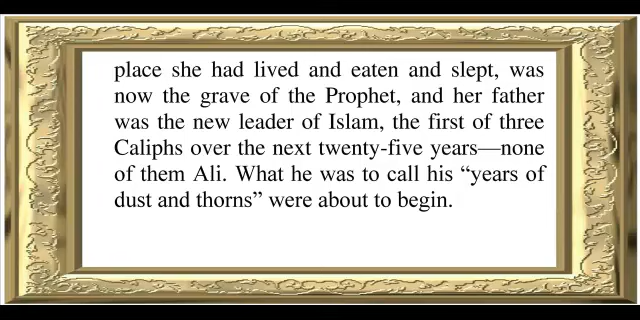 place she had lived and eaten and slept, was
now the grave of the Prophet, and her father
was the new leader of Islam, the first of three
Caliphs over the next twenty-five years—none
of them Ali. What he was to call his “years of
dust and thorns” were about to begin.